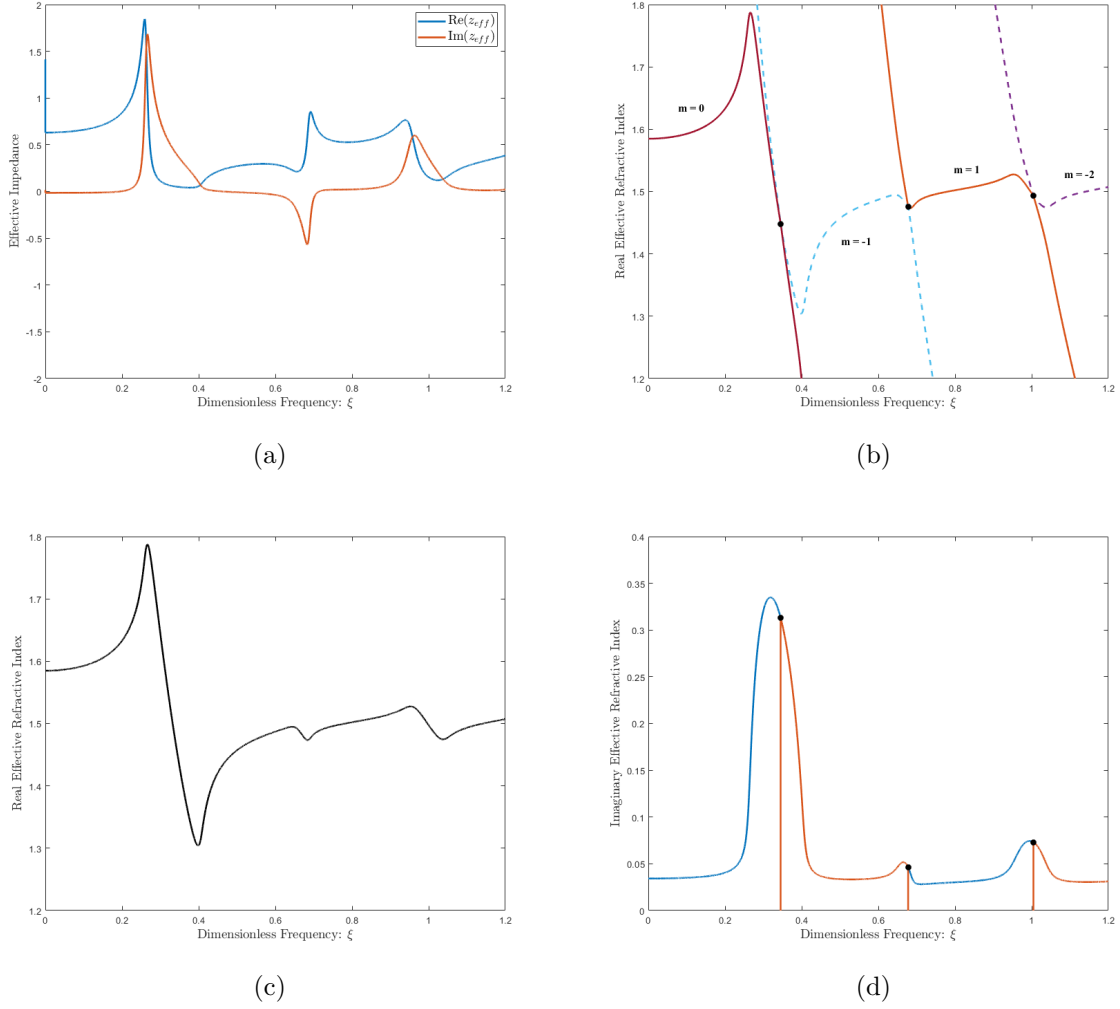 2
1.5
1
0.5
0
-0.5
-1
-1.5
-2
Effective Impedance
Re(z_{eff})
Im(z_{eff})
0 0.2 0.4 0.6 0.8 1 1.2
Dimensionless Frequency: ξ
(a)
1.8
1.7
1.6
1.5
1.4
1.3
1.2
Real Effective Refractive Index
m = 0
m = -1
m = 1
m = -2
0 0.2 0.4 0.6 0.8 1 1.2
Dimensionless Frequency: ξ
(b)
1.8
1.7
1.6
1.5
1.4
1.3
1.2
Real Effective Refractive Index
0 0.2 0.4 0.6 0.8 1 1.2
Dimensionless Frequency: ξ
(c)
0.4
0.35
0.3
0.25
0.2
0.15
0.1
0.05
0
Imaginary Effective Refractive Index
0 0.2 0.4 0.6 0.8 1 1.2
Dimensionless Frequency: ξ
(d)